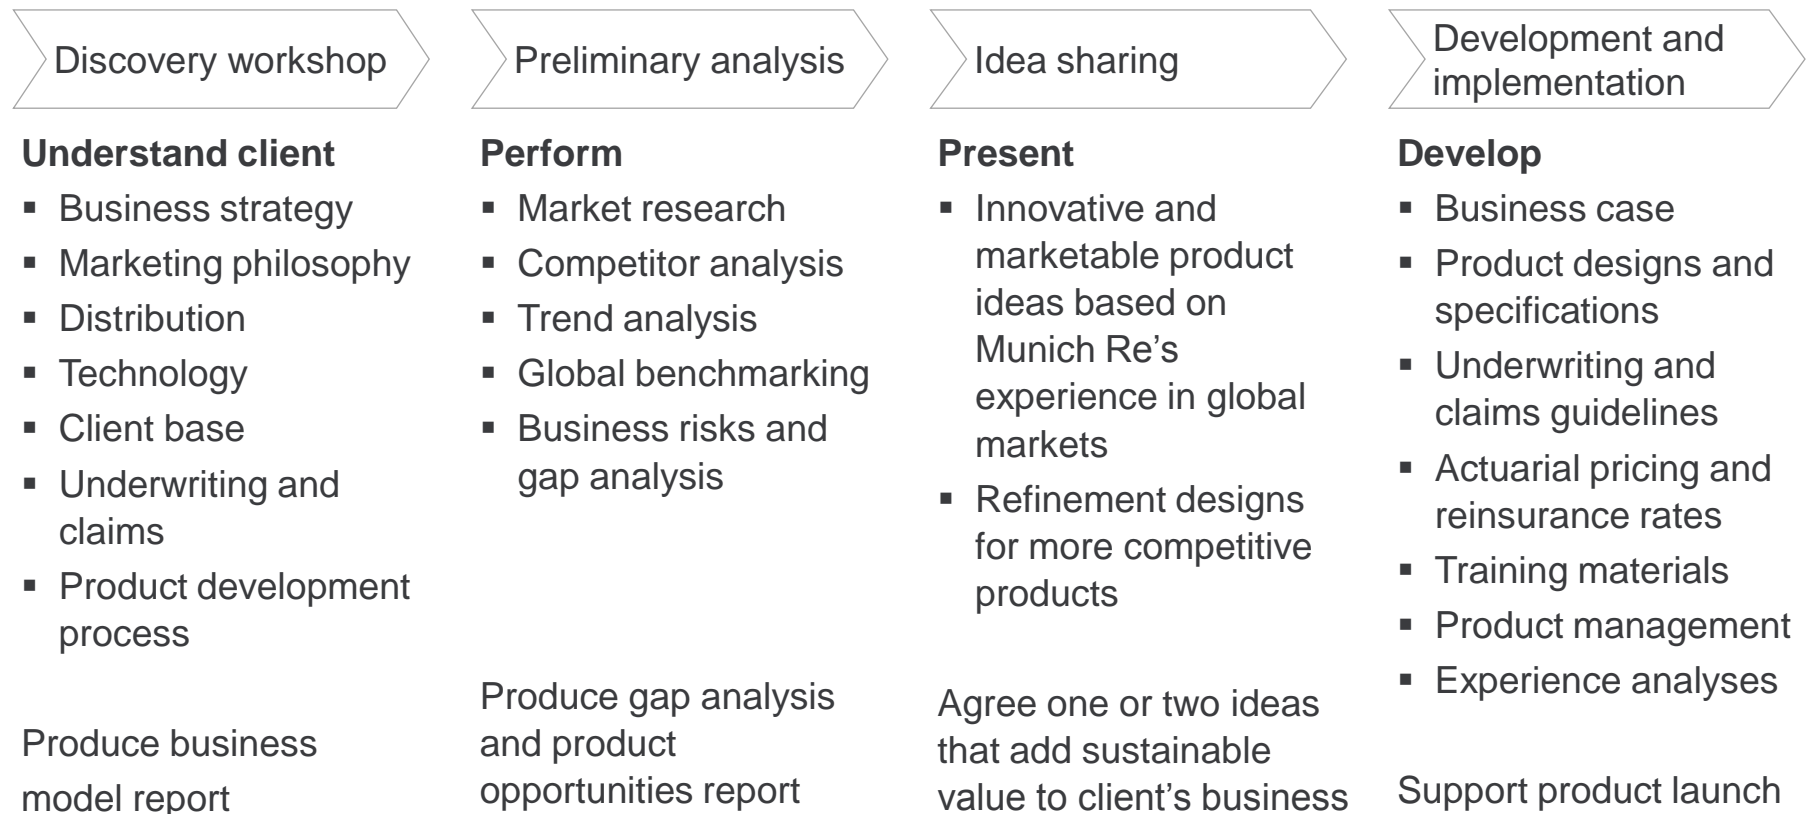 Discovery workshop
Understand client
▪ Business strategy
▪ Marketing philosophy
▪ Distribution
▪ Technology
▪ Client base
▪ Underwriting and
claims
▪ Product development
process
Produce business
model report
Preliminary analysis
Perform
▪ Market research
▪ Competitor analysis
▪ Trend analysis
▪ Global benchmarking
▪ Business risks and
gap analysis
Produce gap analysis
and product
opportunities report
Idea sharing
Present
▪ Innovative and
marketable product
ideas based on
Munich Re’s
experience in global
markets
▪ Refinement designs
for more competitive
products
Agree one or two ideas
that add sustainable
value to client’s business
Development and
implementation
Develop
▪ Business case
▪ Product designs and
specifications
▪ Underwriting and
claims guidelines
▪ Actuarial pricing and
reinsurance rates
▪ Training materials
▪ Product management
▪ Experience analyses
Support product launch